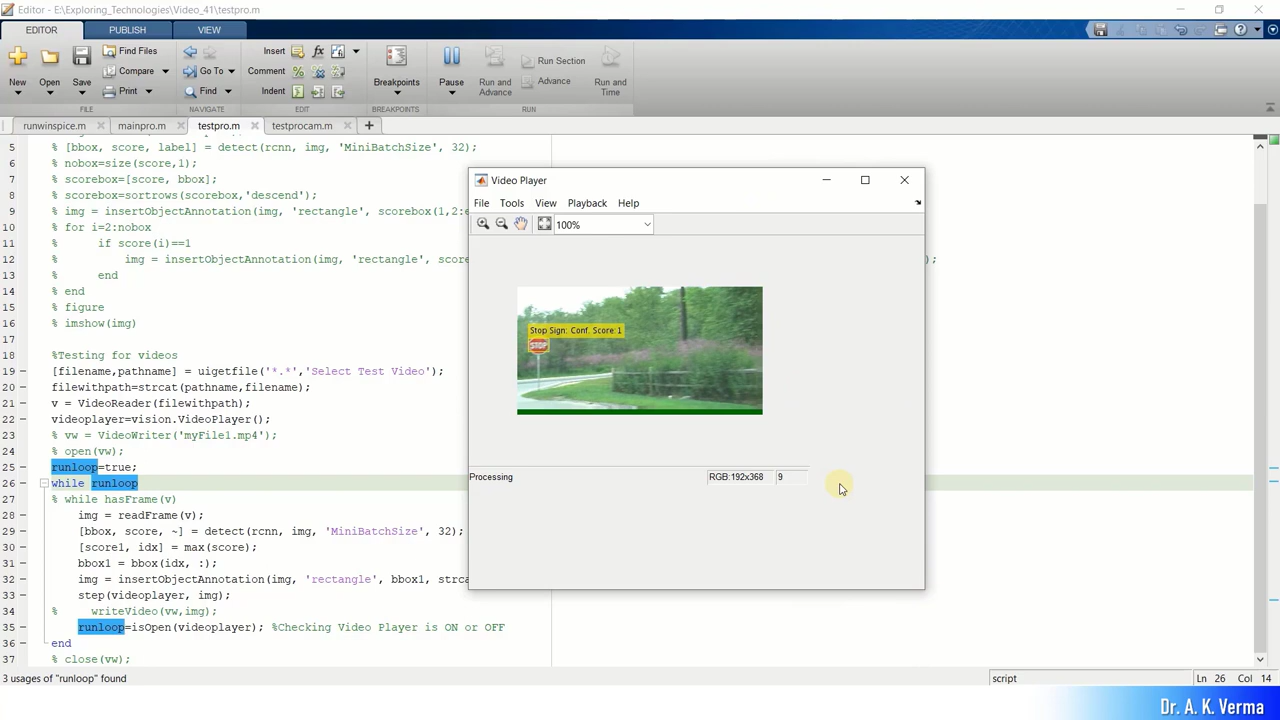 Editor - E:\Exploring_Technologies\Video_41\testpro.m
EDITOR PUBLISH VIEW
New Open Save Find Files Compare Print Go To Find Insert Comment Indent Breakpoints Pause Run and Advance Run Section Advance Run and Time
FILE NAVIGATE EDIT BREAKPOINTS RUN
runwinspice.m mainpro.m testpro.m testprocam.m
5 % [bbox, score, label] = detect(rcnn, img, 'MiniBatchSize', 32);
6 % nobox=size(score,1);
7 % scorebox=[score, bbox];
8 % scorebox=sortrows(scorebox,'descend');
9 % img = insertObjectAnnotation(img, 'rectangle', scorebox(1,2:e
10 % for i=2:nobox
11 % if score(i)==1
12 % img = insertObjectAnnotation(img, 'rectangle', score );
13 % end
14 % end
15 % figure
16 % imshow(img)
17
18 %Testing for videos
19 [filename,pathname] = uigetfile('*.*','Select Test Video');
20 filewithpath=strcat(pathname,filename);
21 v = VideoReader(filewithpath);
22 videoplayer=vision.VideoPlayer();
23 % vw = VideoWriter('myFile1.mp4');
24 % open(vw);
25 runloop=true;
26 while runloop
27 % while hasFrame(v)
28 img = readFrame(v);
29 [bbox, score, ~] = detect(rcnn, img, 'MiniBatchSize', 32);
30 [score1, idx] = max(score);
31 bbox1 = bbox(idx, :);
32 img = insertObjectAnnotation(img, 'rectangle', bbox1, strca
33 step(videoplayer, img);
34 % writeVideo(vw,img);
35 runloop=isOpen(videoplayer); %Checking Video Player is ON or OFF
36 end
37 % close(vw);
Video Player
File Tools View Playback Help
100%
Stop Sign: Conf. Score:1
STOP
Processing RGB:192x368 9
3 usages of "runloop" found script Ln 26 Col 14
Dr. A. K. Verma